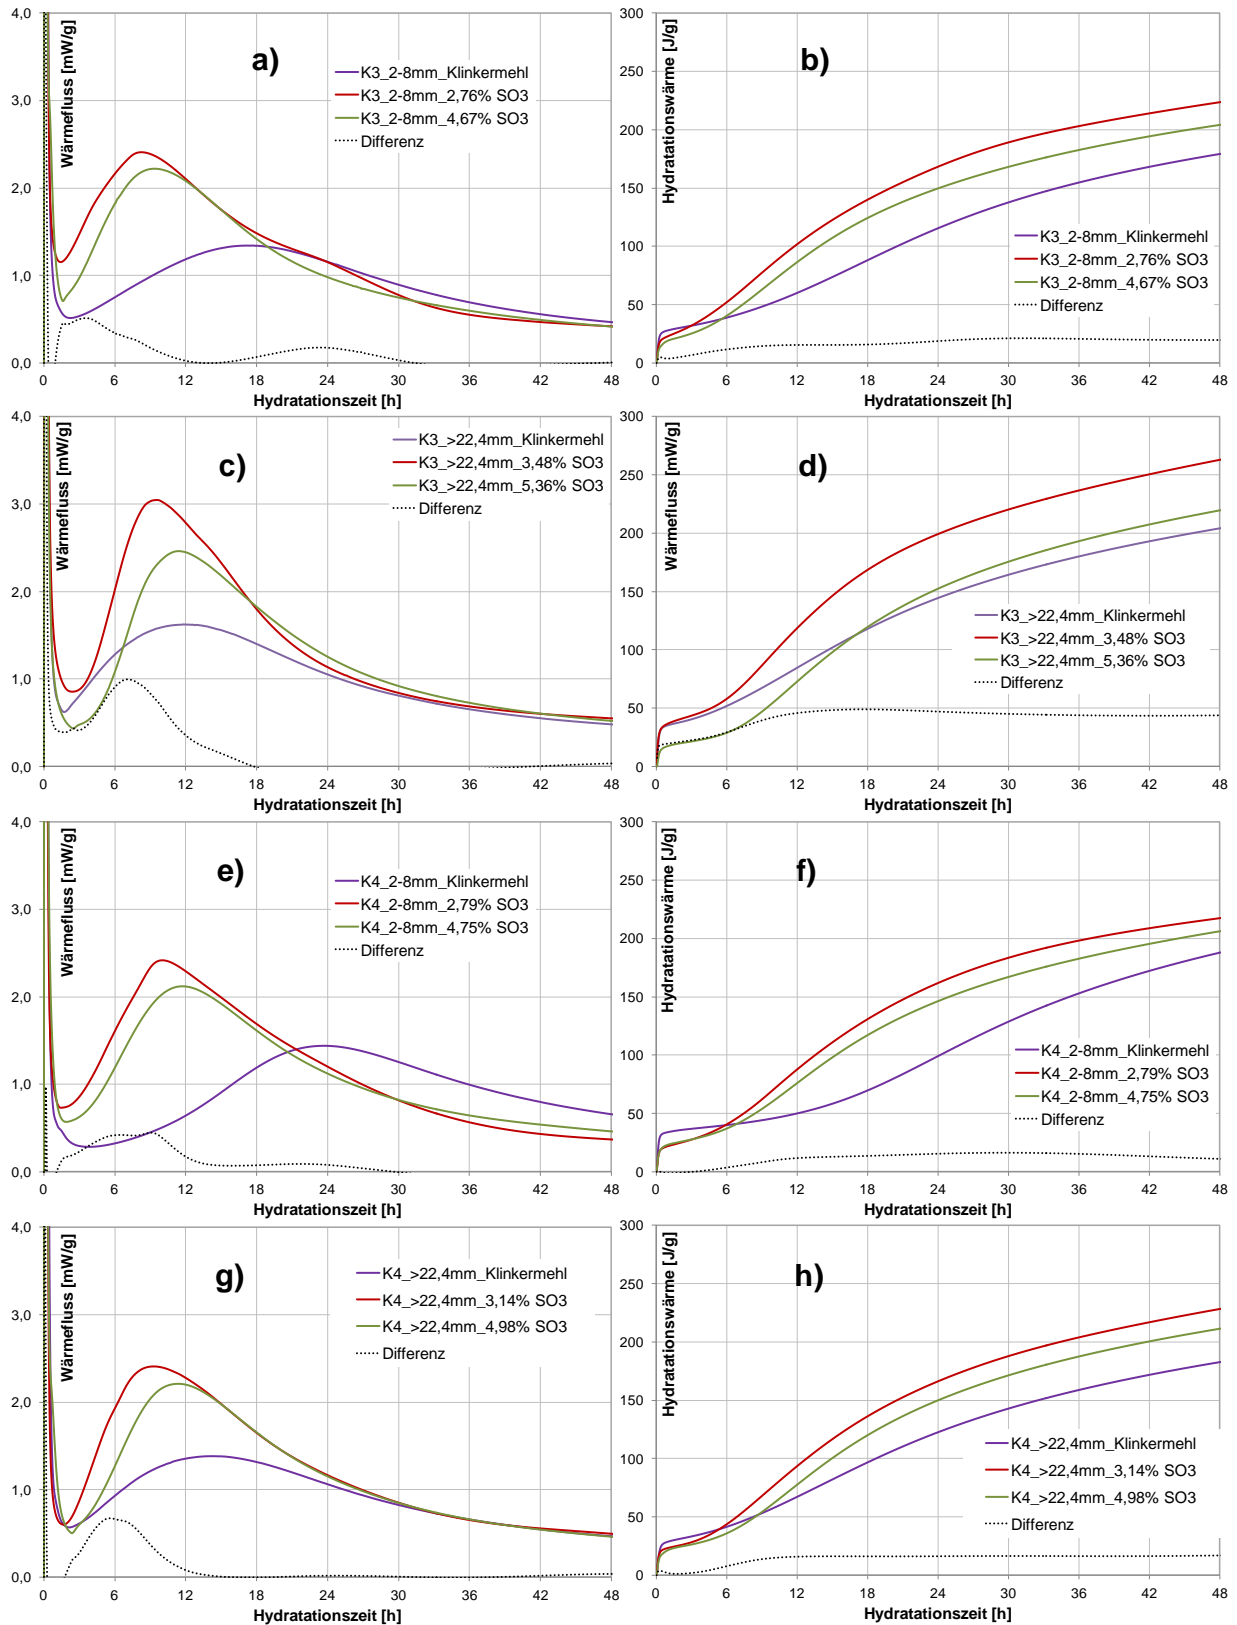 a)
Wärmefluss [mW/g]
4,0
3,0
2,0
1,0
0,0
K3_2-8mm_Klinkermehl
K3_2-8mm_2,76% SO3
K3_2-8mm_4,67% SO3
Differenz
0 6 12 18 24 30 36 42 48
Hydratationszeit [h]
b)
Hydratationswärme [J/g]
300
250
200
150
100
50
0
K3_2-8mm_Klinkermehl
K3_2-8mm_2,76% SO3
K3_2-8mm_4,67% SO3
Differenz
0 6 12 18 24 30 36 42 48
Hydratationszeit [h]
c)
Wärmefluss [mW/g]
4,0
3,0
2,0
1,0
0,0
K3_>22,4mm_Klinkermehl
K3_>22,4mm_3,48% SO3
K3_>22,4mm_5,36% SO3
Differenz
0 6 12 18 24 30 36 42 48
Hydratationszeit [h]
d)
Wärmefluss [mW/g]
300
250
200
150
100
50
0
K3_>22,4mm_Klinkermehl
K3_>22,4mm_3,48% SO3
K3_>22,4mm_5,36% SO3
Differenz
0 6 12 18 24 30 36 42 48
Hydratationszeit [h]
e)
Wärmefluss [mW/g]
4,0
3,0
2,0
1,0
0,0
K4_2-8mm_Klinkermehl
K4_2-8mm_2,79% SO3
K4_2-8mm_4,75% SO3
Differenz
0 6 12 18 24 30 36 42 48
Hydratationszeit [h]
f)
Hydratationswärme [J/g]
300
250
200
150
100
50
0
K4_2-8mm_Klinkermehl
K4_2-8mm_2,79% SO3
K4_2-8mm_4,75% SO3
Differenz
0 6 12 18 24 30 36 42 48
Hydratationszeit [h]
g)
Wärmefluss [mW/g]
4,0
3,0
2,0
1,0
0,0
K4_>22,4mm_Klinkermehl
K4_>22,4mm_3,14% SO3
K4_>22,4mm_4,98% SO3
Differenz
0 6 12 18 24 30 36 42 48
Hydratationszeit [h]
h)
Hydratationswärme [J/g]
300
250
200
150
100
50
0
K4_>22,4mm_Klinkermehl
K4_>22,4mm_3,14% SO3
K4_>22,4mm_4,98% SO3
Differenz
0 6 12 18 24 30 36 42 48
Hydratationszeit [h]